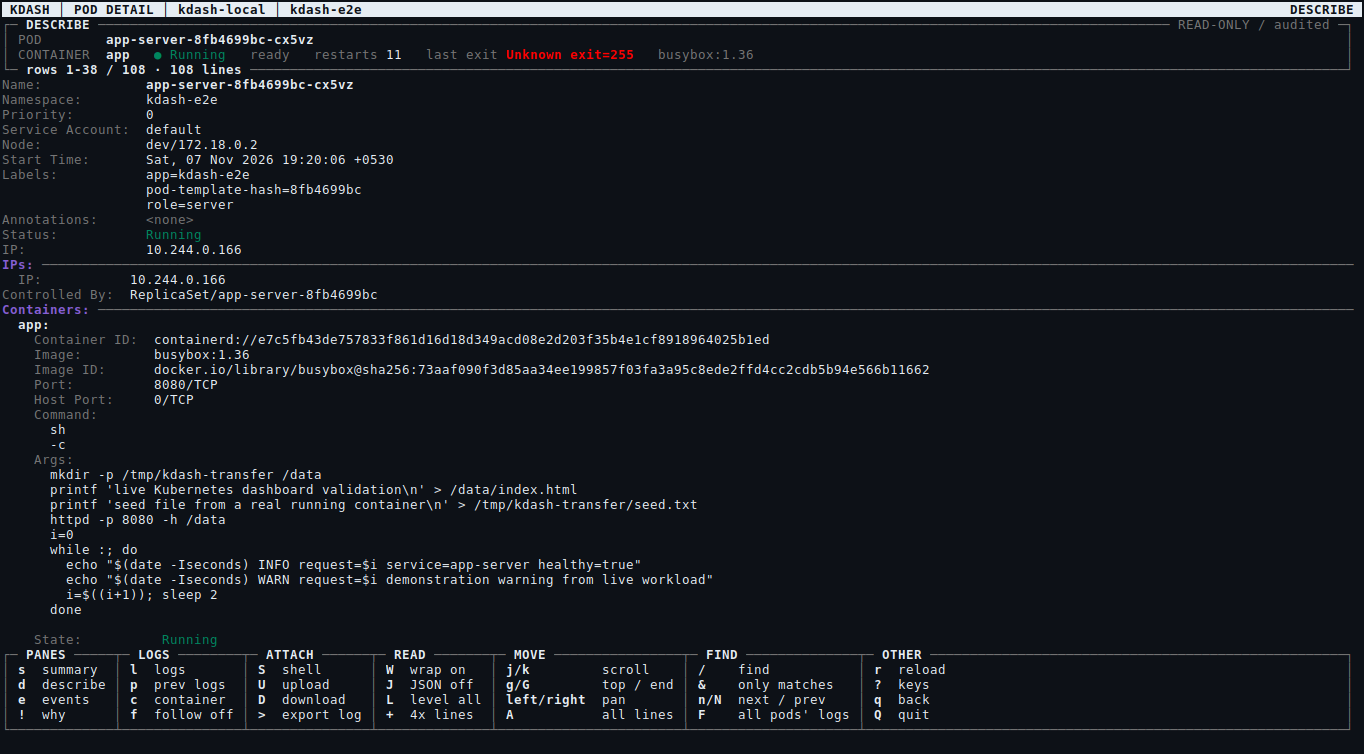 KDASH │ POD DETAIL │ kdash-local │ kdash-e2e DESCRIBE
DESCRIBE READ-ONLY / audited
POD app-server-8fb4699bc-cx5vz
CONTAINER app ● Running ready restarts 11 last exit Unknown exit=255 busybox:1.36
rows 1-38 / 108 · 108 lines
Name: app-server-8fb4699bc-cx5vz
Namespace: kdash-e2e
Priority: 0
Service Account: default
Node: dev/172.18.0.2
Start Time: Sat, 07 Nov 2026 19:20:06 +0530
Labels: app=kdash-e2e
pod-template-hash=8fb4699bc
role=server
Annotations: <none>
Status: Running
IP: 10.244.0.166
IPs:
IP: 10.244.0.166
Controlled By: ReplicaSet/app-server-8fb4699bc
Containers:
app:
Container ID: containerd://e7c5fb43de757833f861d16d18d349acd08e2d203f35b4e1cf8918964025b1ed
Image: busybox:1.36
Image ID: docker.io/library/busybox@sha256:73aaf090f3d85aa34ee199857f03fa3a95c8ede2ffd4cc2cdb5b94e566b11662
Port: 8080/TCP
Host Port: 0/TCP
Command:
sh
-c
Args:
mkdir -p /tmp/kdash-transfer /data
printf 'live Kubernetes dashboard validation\n' > /data/index.html
printf 'seed file from a real running container\n' > /tmp/kdash-transfer/seed.txt
httpd -p 8080 -h /data
i=0
while :; do
echo "$(date -Iseconds) INFO request=$i service=app-server healthy=true"
echo "$(date -Iseconds) WARN request=$i demonstration warning from live workload"
i=$((i+1)); sleep 2
done
State: Running
PANES LOGS ATTACH READ MOVE FIND OTHER
s summary l logs S shell W wrap on j/k scroll / find r reload
d describe p prev logs U upload J JSON off g/G top / end & only matches ? keys
e events c container D download L level all left/right pan n/N next / prev q back
! why f follow off > export log + 4x lines A all lines F all pods' logs Q quit